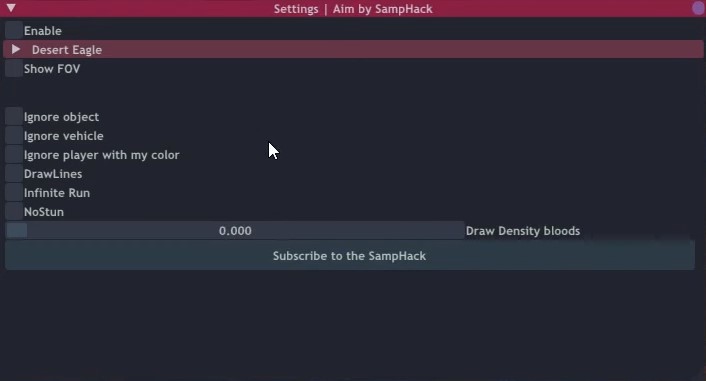 Settings | Aim by SampHack
Enable
Desert Eagle
Show FOV
Ignore object
Ignore vehicle
Ignore player with my color
DrawLines
Infinite Run
NoStun
0.000 Draw Density bloods
Subscribe to the SampHack